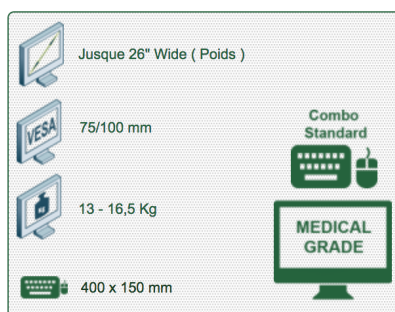 Jusque 26" Wide ( Poids )
VESA
75/100 mm
Combo
Standard
KG
13 - 16,5 Kg
MEDICAL
GRADE
400 x 150 mm